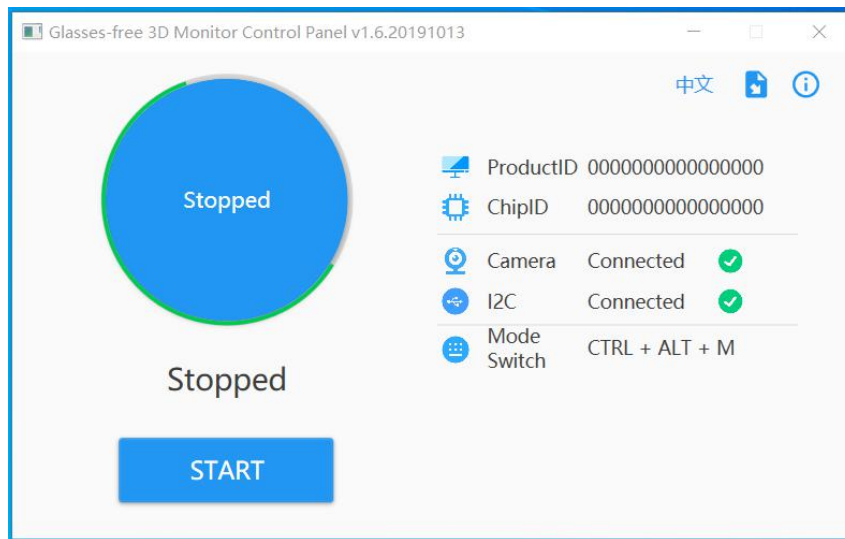 Glasses-free 3D Monitor Control Panel v1.6.20191013
中文
Stopped
ProductID 0000000000000000
ChipID 0000000000000000
Camera Connected
I2C Connected
Mode
Switch CTRL + ALT + M
Stopped
START